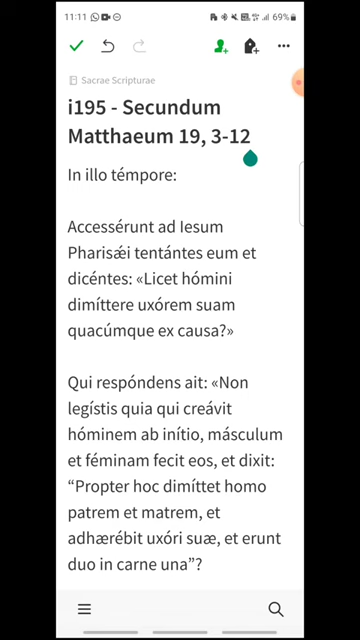 11:11 69%
Sacrae Scripturae
i195 - Secundum
Matthaeum 19, 3-12
In illo témpore:
Accessérunt ad Iesum
Pharisǽi tentántes eum et
dicéntes: «Licet hómini
dimíttere uxórem suam
quacúmque ex causa?»
Qui respóndens ait: «Non
legístis quia qui creávit
hóminem ab inítio, másculum
et féminam fecit eos, et dixit:
“Propter hoc dimíttet homo
patrem et matrem, et
adhærébit uxóri suæ, et erunt
duo in carne una”?